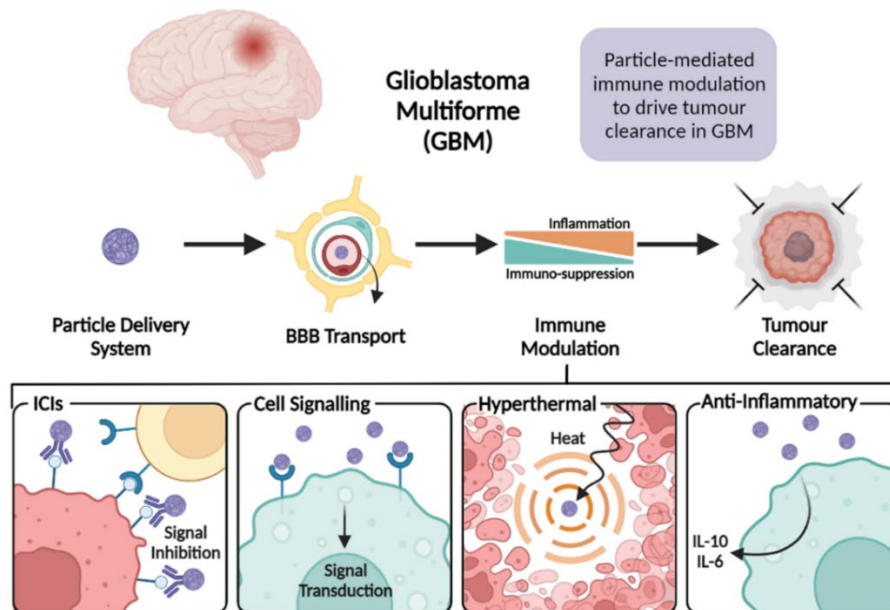 Glioblastoma
Multiforme
(GBM)
Particle-mediated
immune modulation
to drive tumour
clearance in GBM
Inflammation
Immuno-suppression
Particle Delivery
System
BBB Transport
Immune
Modulation
Tumour
Clearance
ICIs
Signal
Inhibition
Cell Signalling
Signal
Transduction
Hyperthermal
Heat
Anti-Inflammatory
IL-10
IL-6